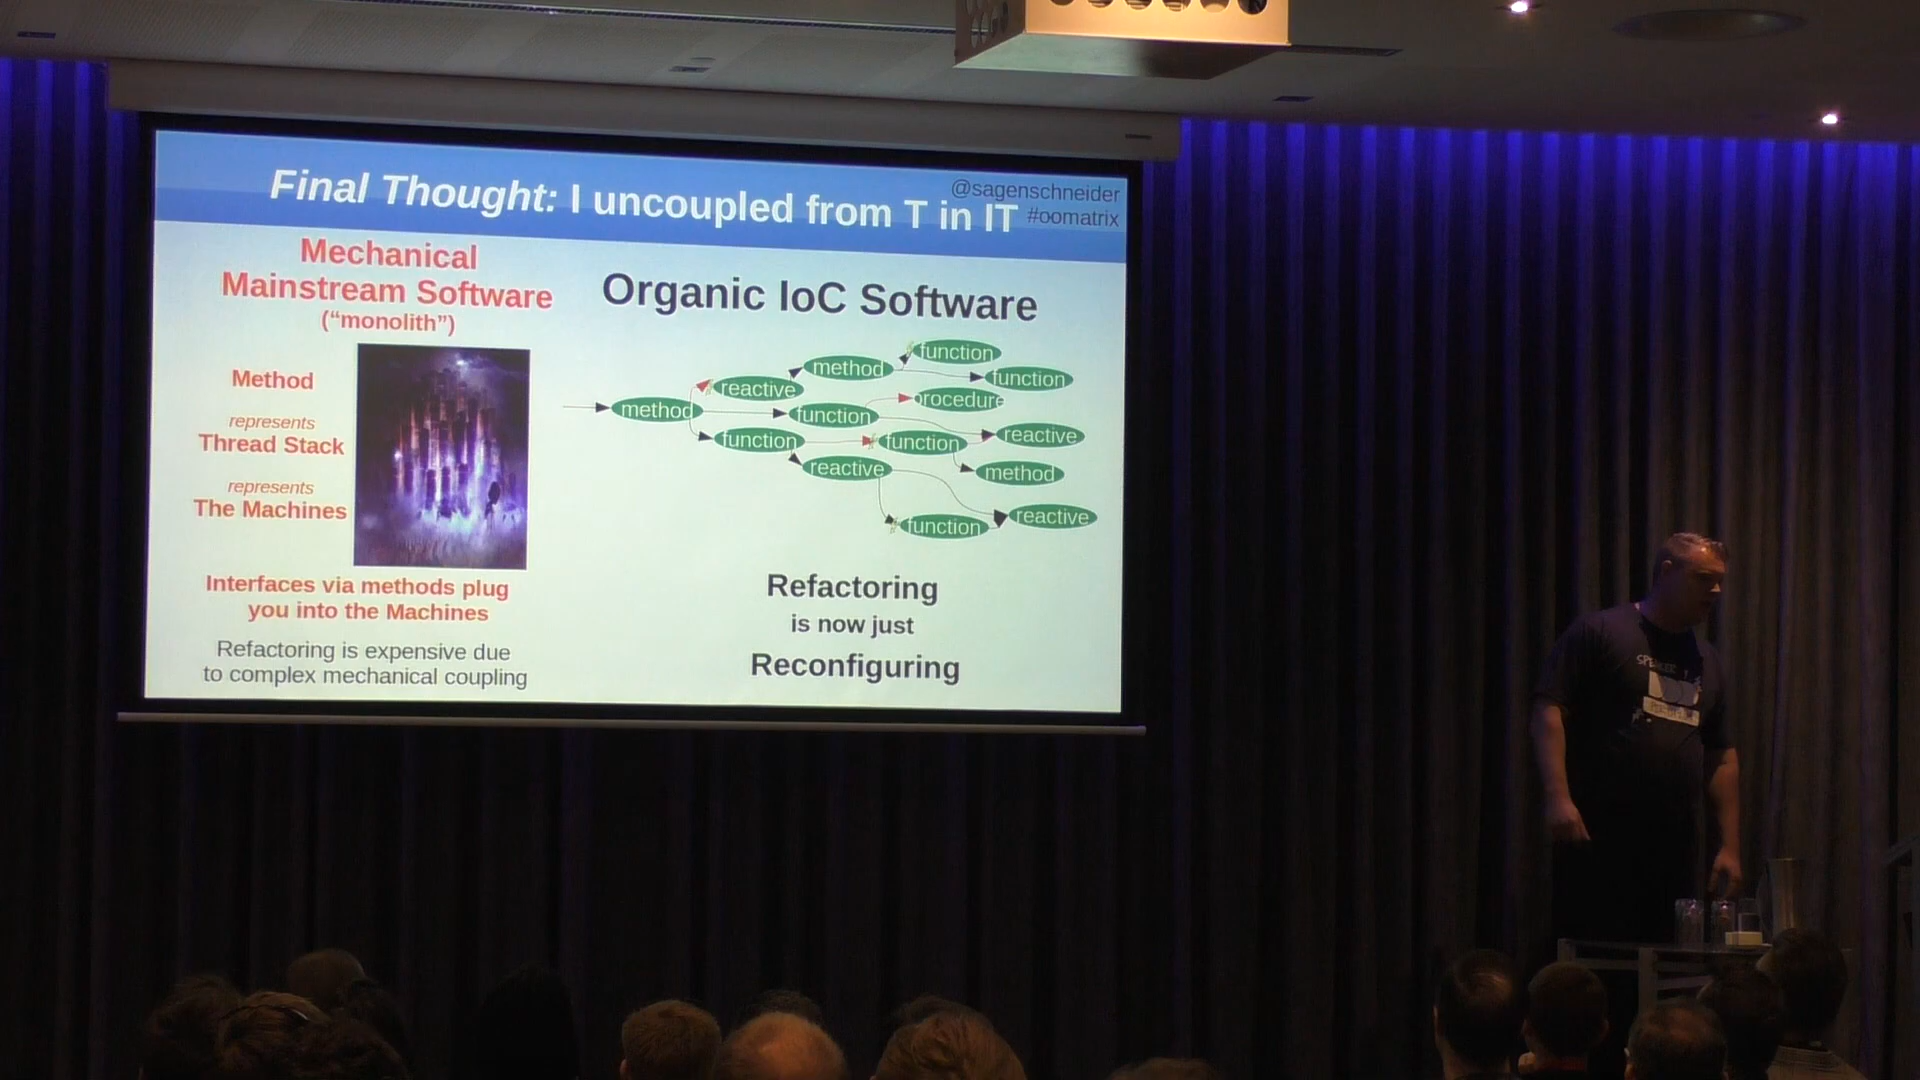 Final Thought: I uncoupled from T in IT
@sagenschneider
#oomatrix
Mechanical
Mainstream Software
(“monolith”)
Method
represents
Thread Stack
represents
The Machines
Interfaces via methods plug
you into the Machines
Refactoring is expensive due
to complex mechanical coupling
Organic IoC Software
function
method
function
reactive
procedure
method
function
reactive
function
function
reactive
method
reactive
function
Refactoring
is now just
Reconfiguring
SPEAKER